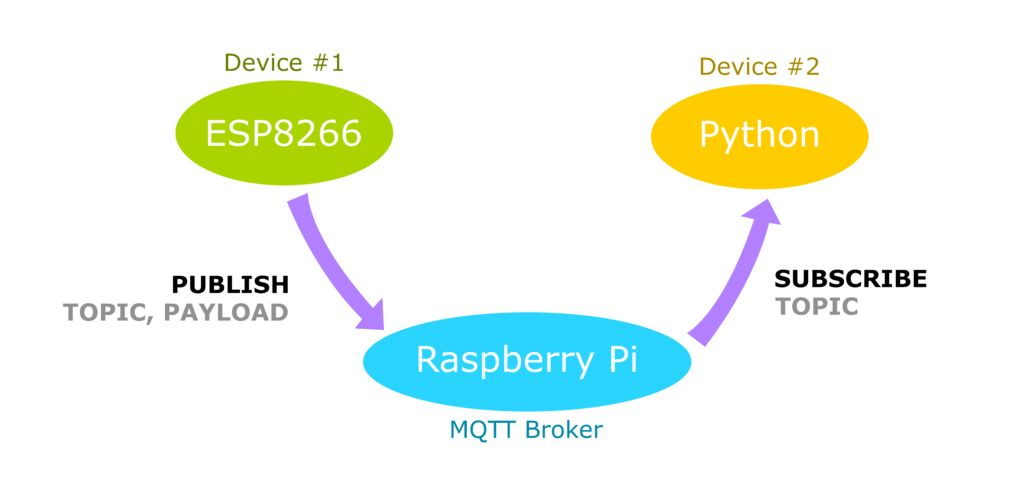 Device #1
ESP8266
Device #2
Python
PUBLISH
TOPIC, PAYLOAD
SUBSCRIBE
TOPIC
Raspberry Pi
MQTT Broker